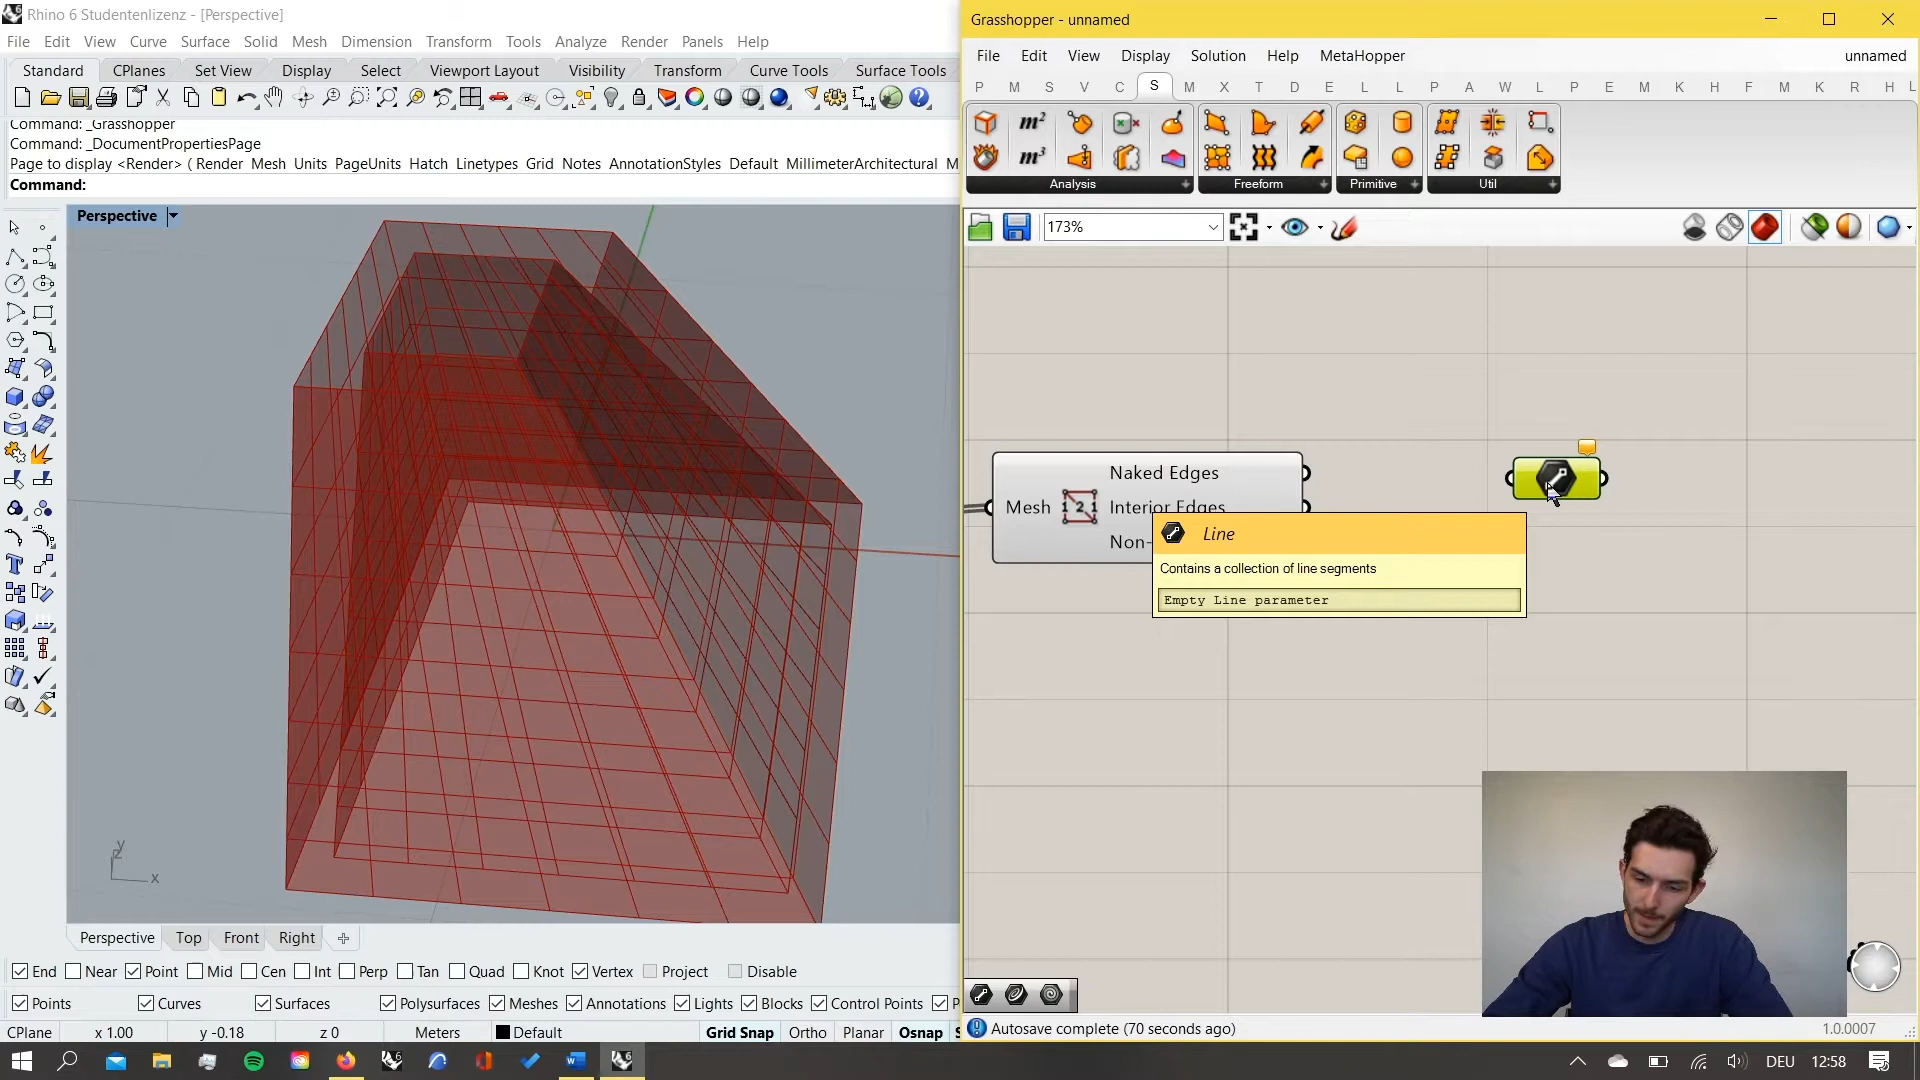 Rhino 6 Studentenlizenz - [Perspective]
File Edit View Curve Surface Solid Mesh Dimension Transform Tools Analyze Render Panels Help
Standard CPlanes Set View Display Select Viewport Layout Visibility Transform Curve Tools Surface Tools
Command: _Grasshopper
Command: _DocumentPropertiesPage
Page to display <Render> ( Render Mesh Units PageUnits Hatch Linetypes Grid Notes AnnotationStyles Default MillimeterArchitectural M
Command:
Perspective
y
z
x
Perspective Top Front Right
End Near Point Mid Cen Int Perp Tan Quad Knot Vertex Project Disable
Points Curves Surfaces Polysurfaces Meshes Annotations Lights Blocks Control Points P
CPlane x 1.00 y -0.18 z 0 Meters Default Grid Snap Ortho Planar Osnap S
Grasshopper - unnamed
File Edit View Display Solution Help MetaHopper unnamed
P M S V C S M X T D E L L P A W L T P E M K H F M K R H L
m²
m³
Analysis Freeform Primitive Util
173%
Naked Edges
Mesh Interior Edges
Non-
Line
Contains a collection of line segments
Empty Line parameter
Autosave complete (70 seconds ago) 1.0.0007
DEU 12:58